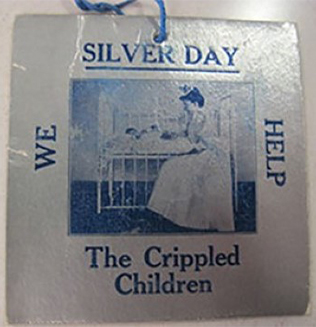 SILVER DAY
WE
HELP
The Crippled
Children